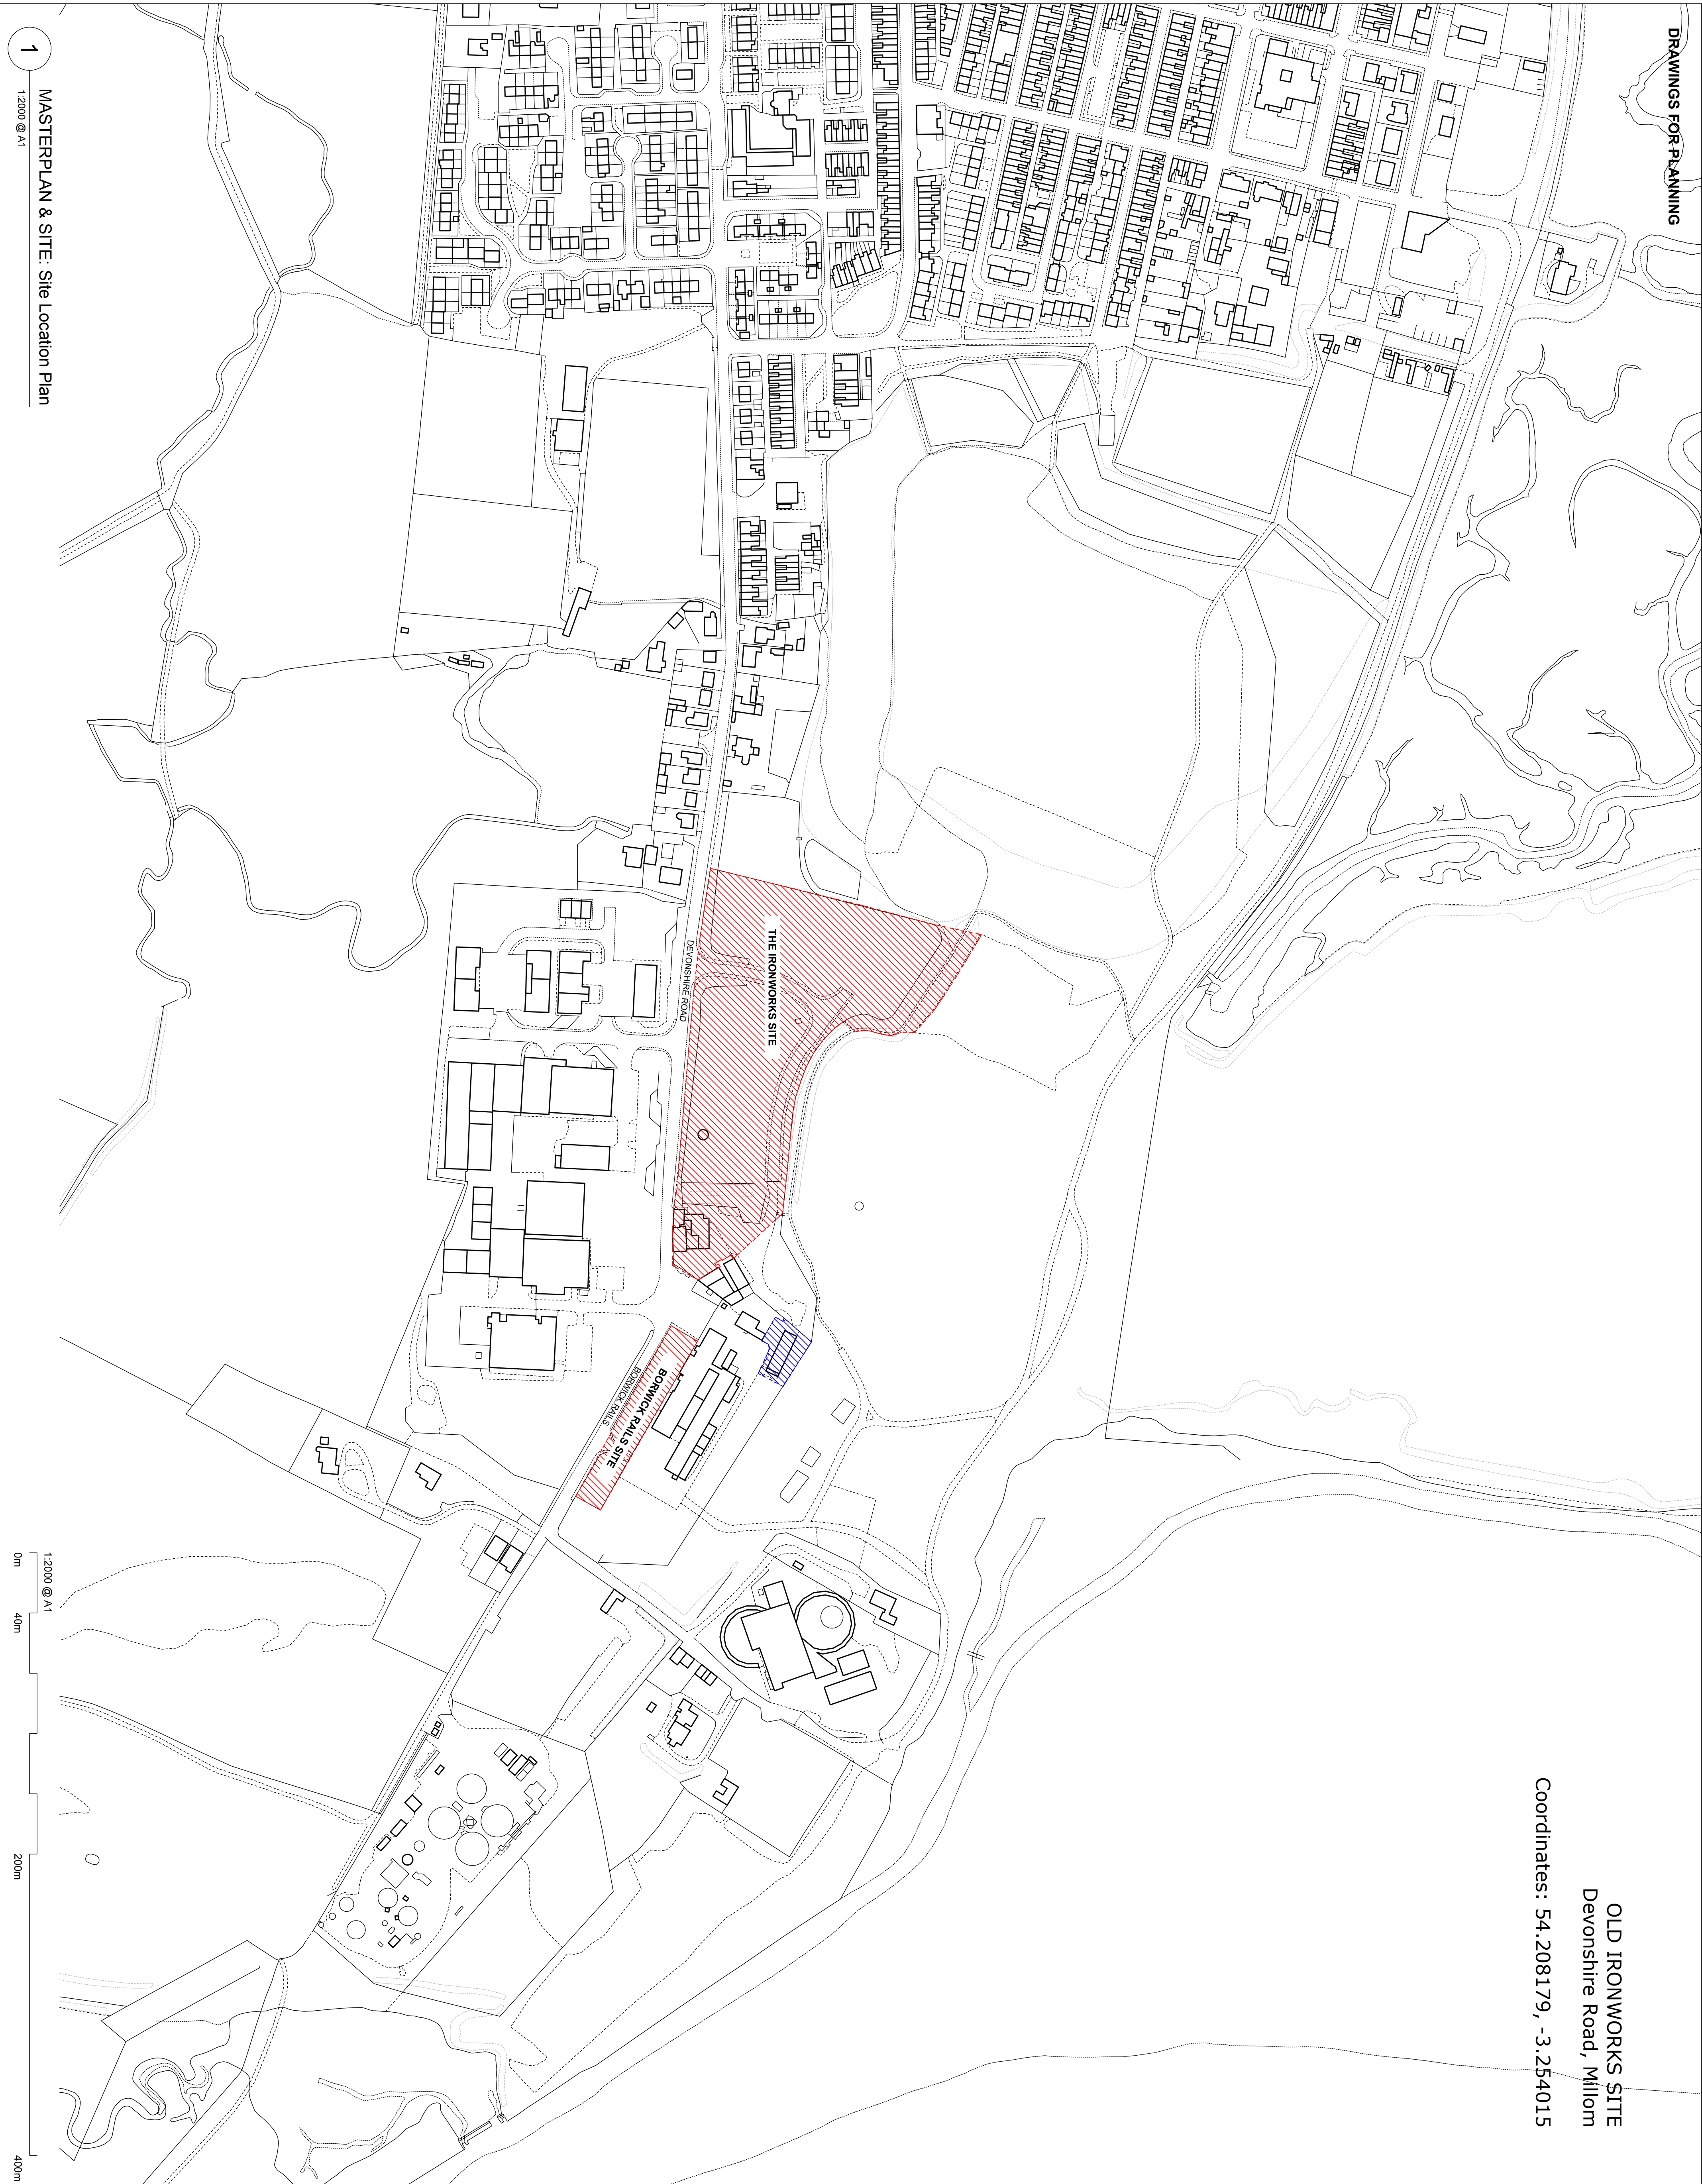 DRAWINGS FOR PLANNING
OLD IRONWORKS SITE
Devonshire Road, Millom
Coordinates: 54.208179, -3.254015
THE IRONWORKS SITE
DEVONSHIRE ROAD
BORWICK RAILS SITE
BORWICK RAILS
1
MASTERPLAN & SITE: Site Location Plan
1:2000 @ A1
1:2000 @ A1
0m 40m 200m 400m